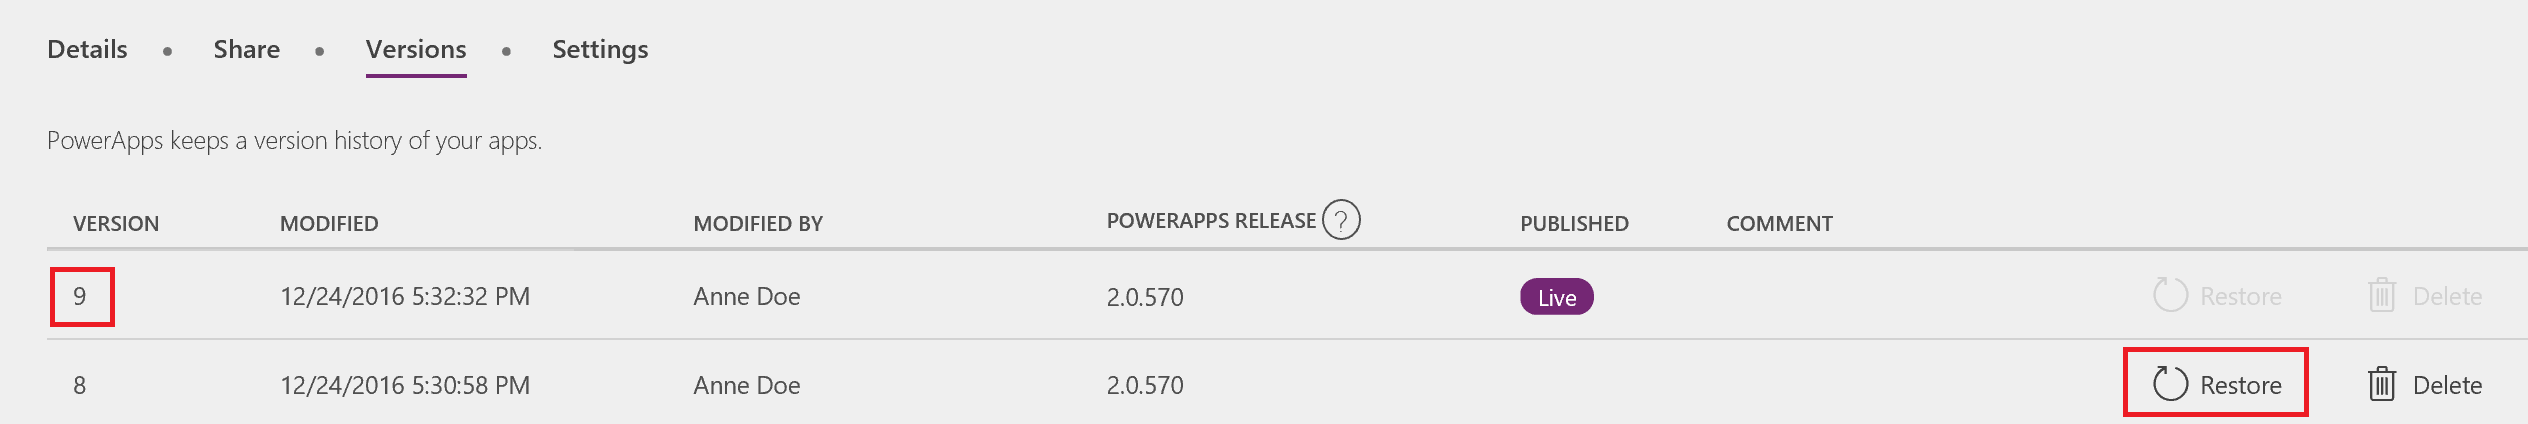 Details • Share • Versions • Settings
PowerApps keeps a version history of your apps.
VERSION MODIFIED MODIFIED BY POWERAPPS RELEASE ? PUBLISHED COMMENT
9 12/24/2016 5:32:32 PM Anne Doe 2.0.570 Live Restore Delete
8 12/24/2016 5:30:58 PM Anne Doe 2.0.570 Restore Delete